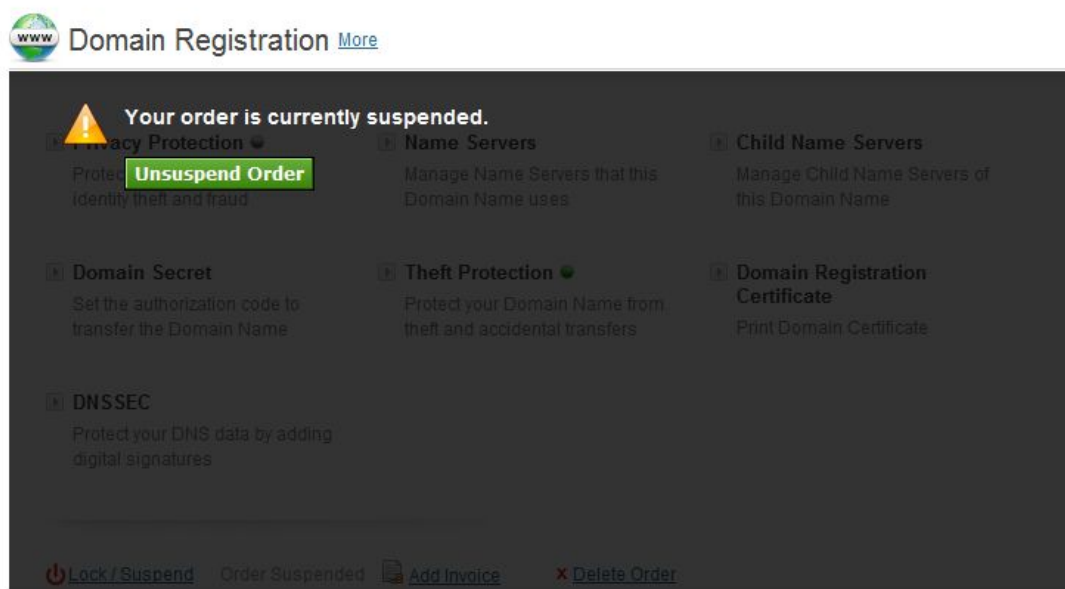 www Domain Registration More
Your order is currently suspended.
Privacy Protection Name Servers Child Name Servers
Unsuspend Order
Protec Manage Name Servers that this Manage Child Name Servers of
identity theft and fraud Domain Name uses this Domain Name
Domain Secret Theft Protection Domain Registration
Certificate
Set the authorization code to Protect your Domain Name from
transfer the Domain Name theft and accidental transfers Print Domain Certificate
DNSSEC
Protect your DNS data by adding
digital signatures
Lock / Suspend Order Suspended Add Invoice x Delete Order